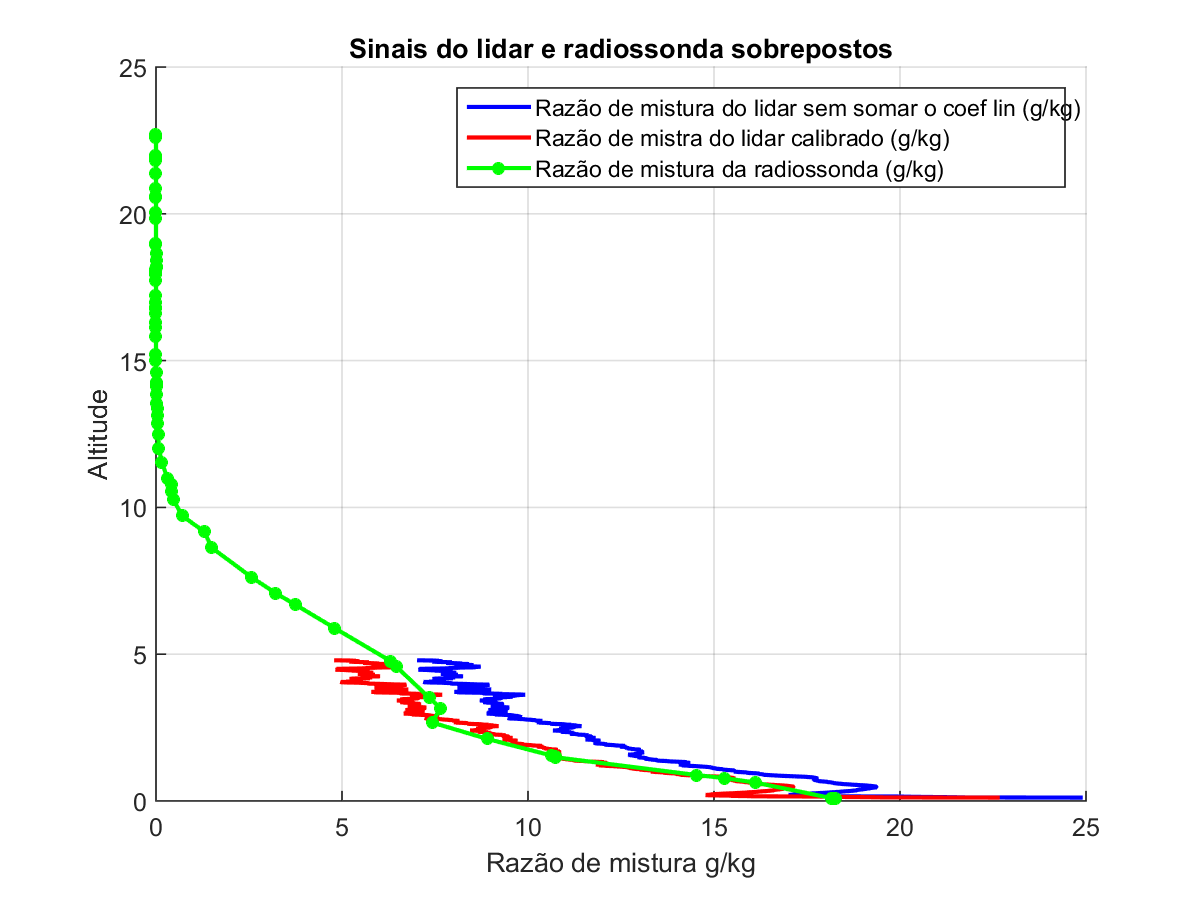 Sinais do lidar e radiossonda sobrepostos
25
Razão de mistura do lidar sem somar o coef lin (g/kg)
Razão de mistra do lidar calibrado (g/kg)
Razão de mistura da radiossonda (g/kg)
20
15
Altitude
10
5
0
0 5 10 15 20 25
Razão de mistura g/kg